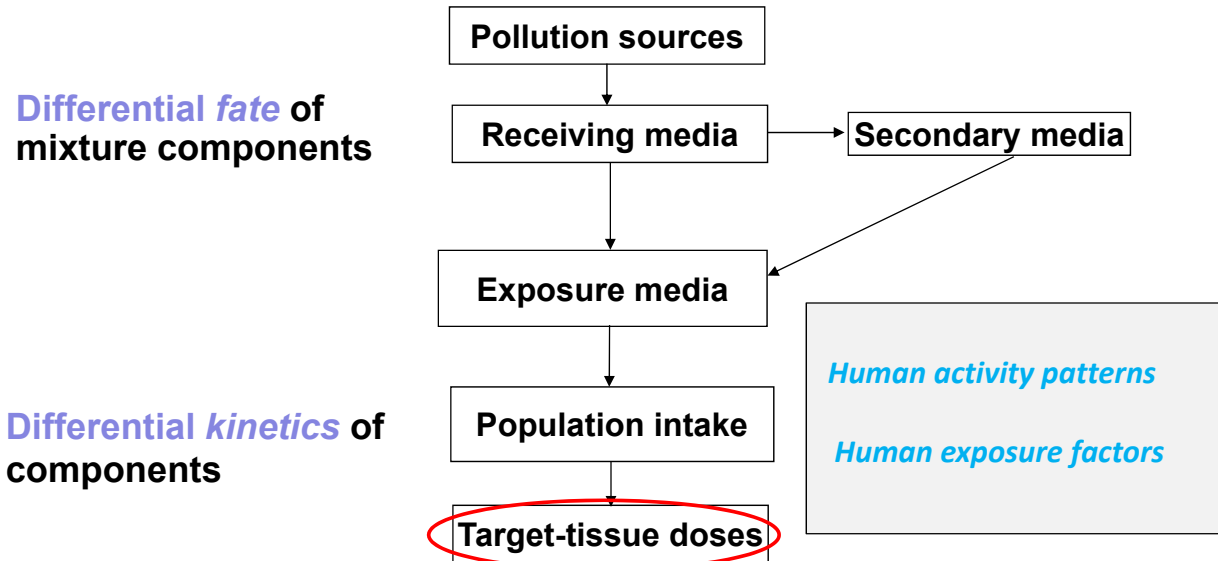 Pollution sources
Differential fate of
mixture components
Receiving media
Secondary media
Exposure media
Human activity patterns
Differential kinetics of
components
Population intake
Human exposure factors
Target-tissue doses